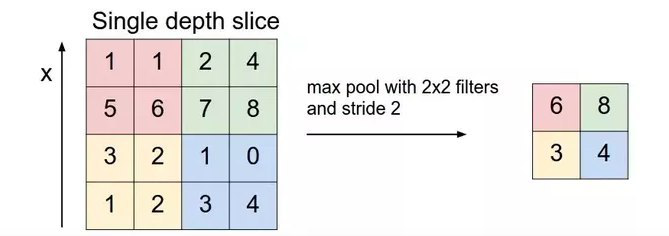 Single depth slice
x
1 1 2 4
5 6 7 8
3 2 1 0
1 2 3 4
max pool with 2x2 filters
and stride 2
6 8
3 4